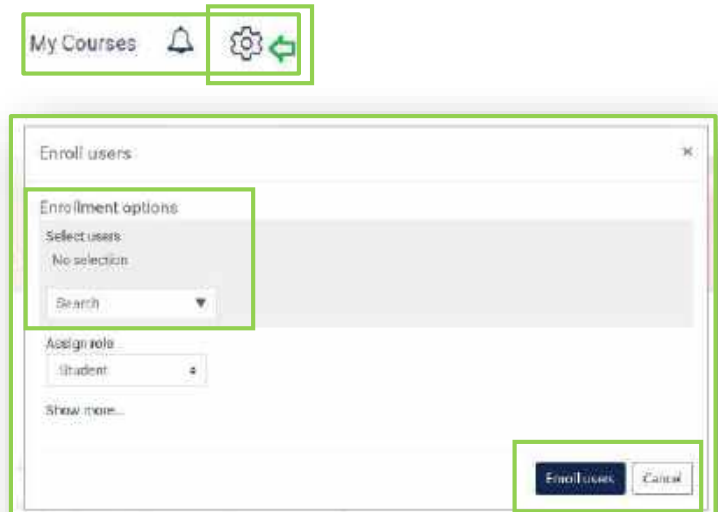 My Courses
Enroll users ×
Enrollment options
Select users
No selection
Search
Assign role
Student
Show more...
Enroll users Cancel